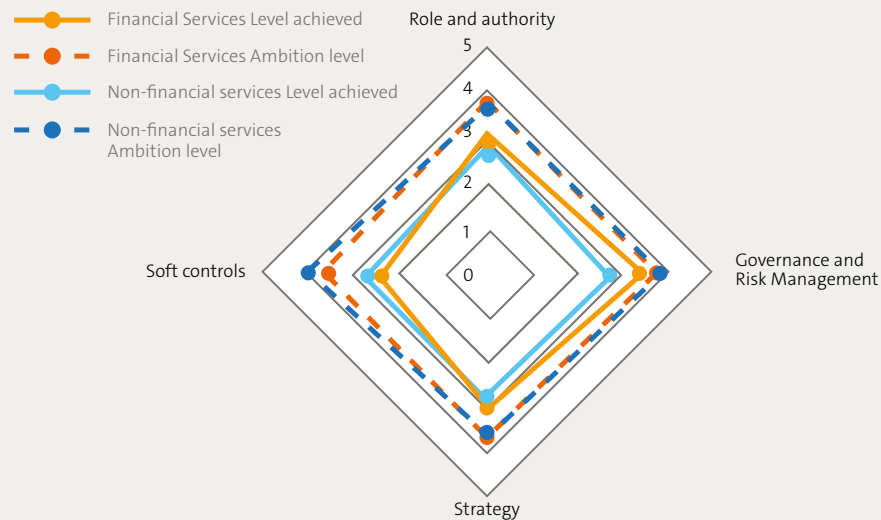 Financial Services Level achieved
Financial Services Ambition level
Non-financial services Level achieved
Non-financial services
Ambition level
Role and authority
5
4
3
2
1
0
Soft controls
Governance and
Risk Management
Strategy